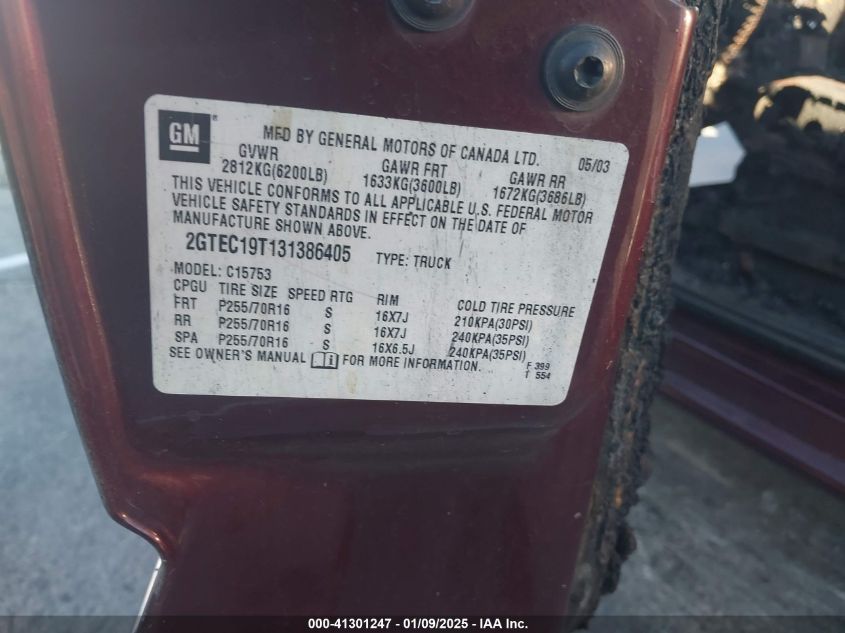 GM ® MFD BY GENERAL MOTORS OF CANADA LTD. 05/03
GVWR GAWR FRT GAWR RR
2812KG(6200LB) 1633KG(3600LB) 1672KG(3686LB)
THIS VEHICLE CONFORMS TO ALL APPLICABLE U.S. FEDERAL MOTOR
VEHICLE SAFETY STANDARDS IN EFFECT ON THE DATE OF
MANUFACTURE SHOWN ABOVE.
2GTEC19T131386405 TYPE: TRUCK
MODEL: C15753
CPGU TIRE SIZE SPEED RTG RIM COLD TIRE PRESSURE
FRT P255/70R16 S 16X7J 210KPA(30PSI)
RR P255/70R16 S 16X7J 240KPA(35PSI)
SPA P255/70R16 S 16X6.5J 240KPA(35PSI)
SEE OWNER'S MANUAL FOR MORE INFORMATION.
F 399
T 554
000-41301247 - 01/09/2025 - IAA Inc.